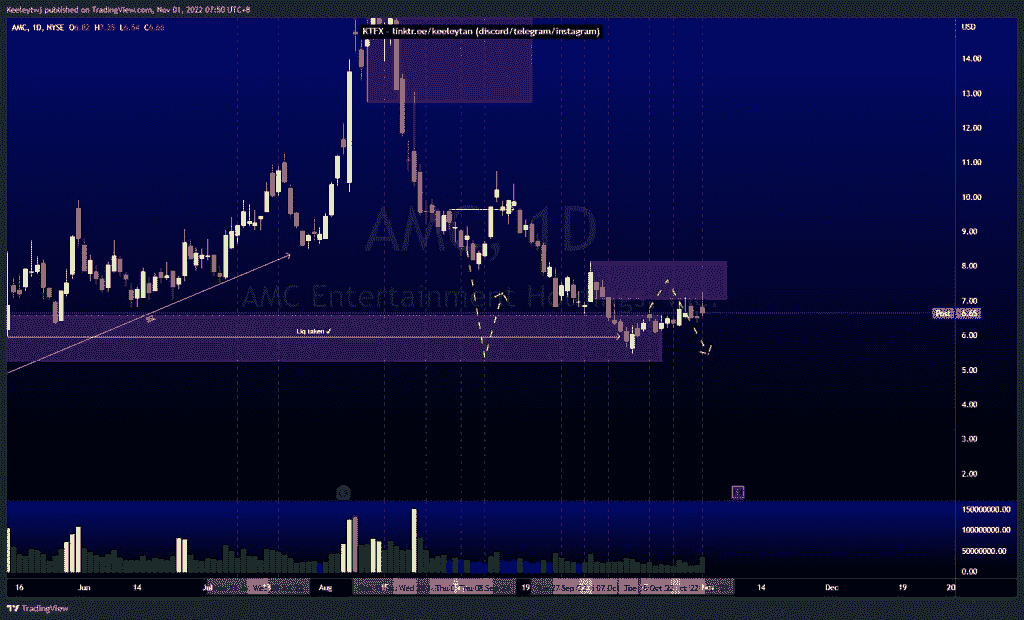 Keeleytwj published on TradingView.com, Nov 01, 2022 07:50 UTC+8
AMC, 1D, NYSE O6.82 H7.25 L6.54 C6.66
KTFX - linktr.ee/keeleytan (discord/telegram/instagram)
USD
14.00
13.00
12.00
11.00
10.00
9.00
8.00
7.00
Post 6.65
6.00
5.00
4.00
3.00
2.00
AMC, 1D
AMC Entertainment
Liq taken ✓
150000000.00
100000000.00
50000000.00
0.00
16 Jun 14 Jul Aug 19 Nov 14 Dec 19 20
TradingView